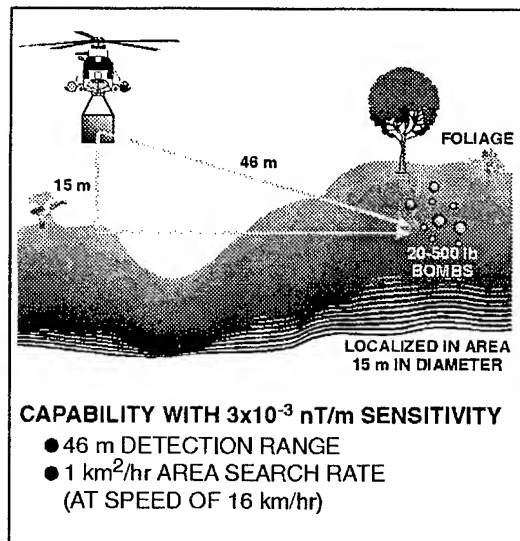 46 m
FOLIAGE
15 m
20-500 lb
BOMBS
LOCALIZED IN AREA
15 m IN DIAMETER
CAPABILITY WITH 3x10⁻³ nT/m SENSITIVITY
● 46 m DETECTION RANGE
● 1 km²/hr AREA SEARCH RATE
(AT SPEED OF 16 km/hr)